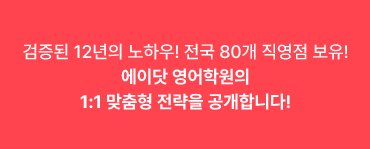 검증된 12년의 노하우! 전국 80개 직영점 보유!
에이닷 영어학원의
1:1 맞춤형 전략을 공개합니다!